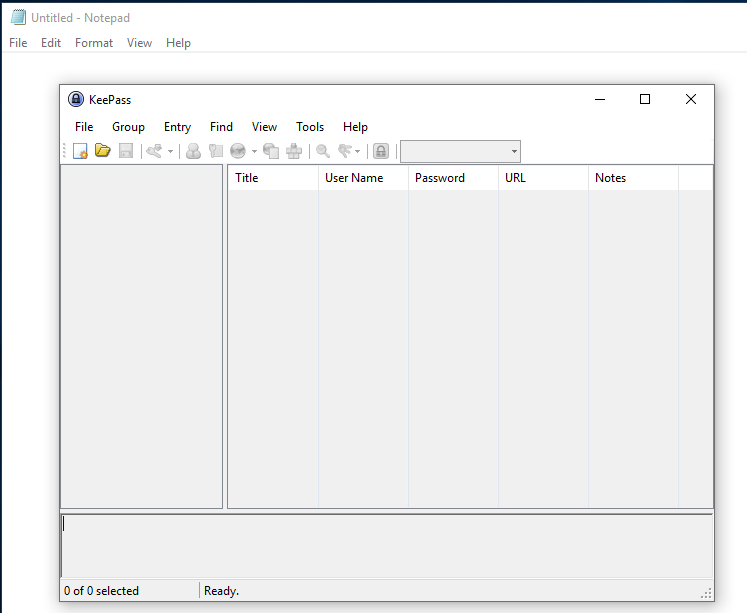 Untitled - Notepad
File Edit Format View Help
KeePass
File Group Entry Find View Tools Help
Title User Name Password URL Notes
0 of 0 selected Ready.